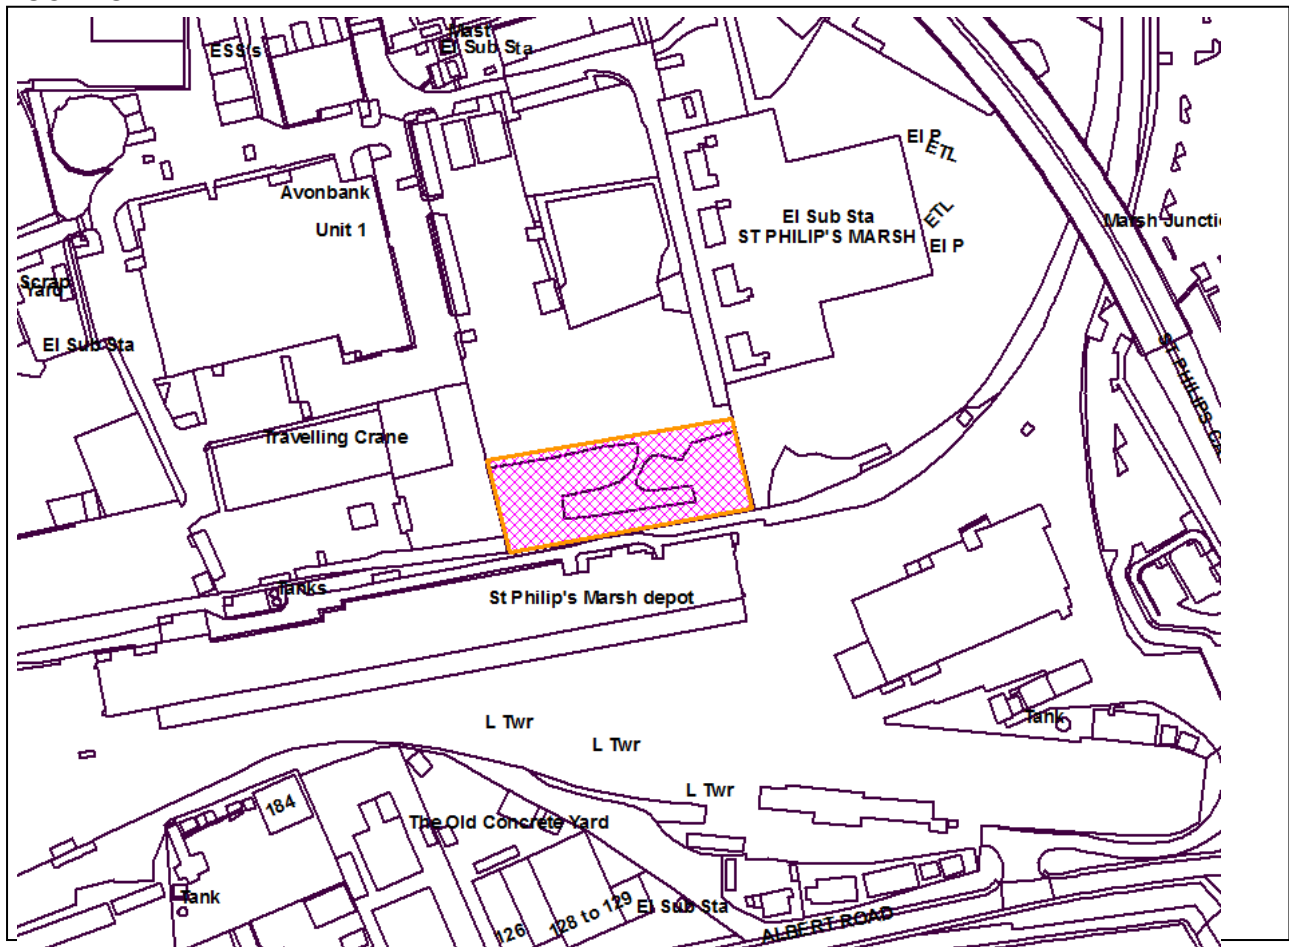 Mast
ESS's
El Sub Sta
El P
ETL
Avonbank
Unit 1
El Sub Sta
ST PHILIP'S MARSH
ETL
El P
Marsh Junctio
Scrap
Yard
El Sub Sta
ST PHILIPS
Travelling Crane
Tanks
St Philip's Marsh depot
L Twr
L Twr
Tank
L Twr
184
The Old Concrete Yard
Tank
126
128 to 129
El Sub Sta
ALBERT ROAD